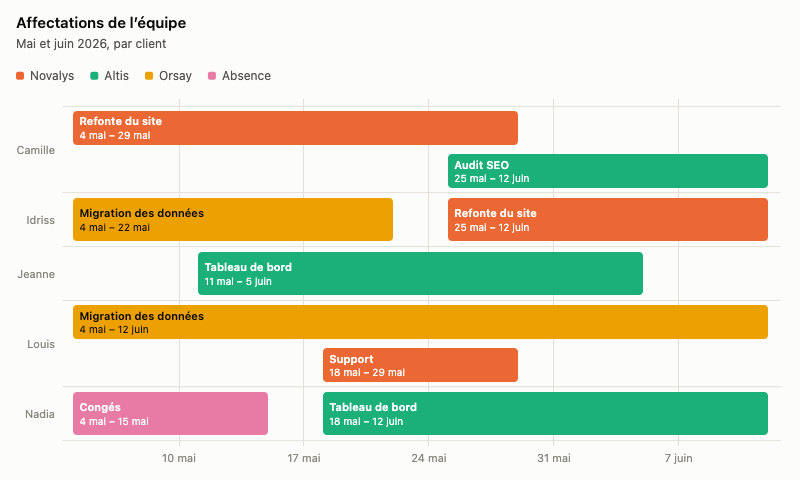 Affectations de l’équipe
Mai et juin 2026, par client
Novalys Altis Orsay Absence
Camille
Refonte du site
4 mai – 29 mai
Audit SEO
25 mai – 12 juin
Idriss
Migration des données
4 mai – 22 mai
Refonte du site
25 mai – 12 juin
Jeanne
Tableau de bord
11 mai – 5 juin
Louis
Migration des données
4 mai – 12 juin
Support
18 mai – 29 mai
Nadia
Congés
4 mai – 15 mai
Tableau de bord
18 mai – 12 juin
10 mai 17 mai 24 mai 31 mai 7 juin